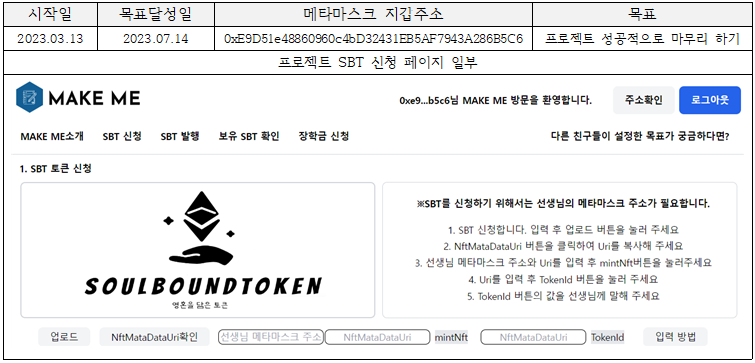 시작일 목표달성일 메타마스크 지갑주소 목표
2023.03.13 2023.07.14 0xE9D51e48860960c4bD32431EB5AF7943A286B5C6 프로젝트 성공적으로 마무리 하기
프로젝트 SBT 신청 페이지 일부
MAKE ME 0xe9...b5c6님 MAKE ME 방문을 환영합니다. 주소확인 로그아웃
MAKE ME소개 SBT 신청 SBT 발행 보유 SBT 확인 장학금 신청 다른 친구들이 설정한 목표가 궁금하다면?
1. SBT 토큰 신청
SOULBOUNDTOKEN
영혼을 담은 토큰
※SBT를 신청하기 위해서는 선생님의 메타마스크 주소가 필요합니다.
1. SBT 신청합니다. 입력 후 업로드 버튼을 눌러 주세요
2. NftMataDataUri 버튼을 클릭하여 Uri를 복사해 주세요
3. 선생님 메타마스크 주소와 Uri를 입력 후 mintNft버튼을 눌러주세요
4. Uri를 입력 후 TokenId 버튼을 눌러 주세요
5. TokenId 버튼의 값을 선생님께 말해 주세요
업로드 NftMataDataUri확인 선생님 메타마스크 주소 NftMataDataUri mintNft NftMataDataUri TokenId 입력 방법